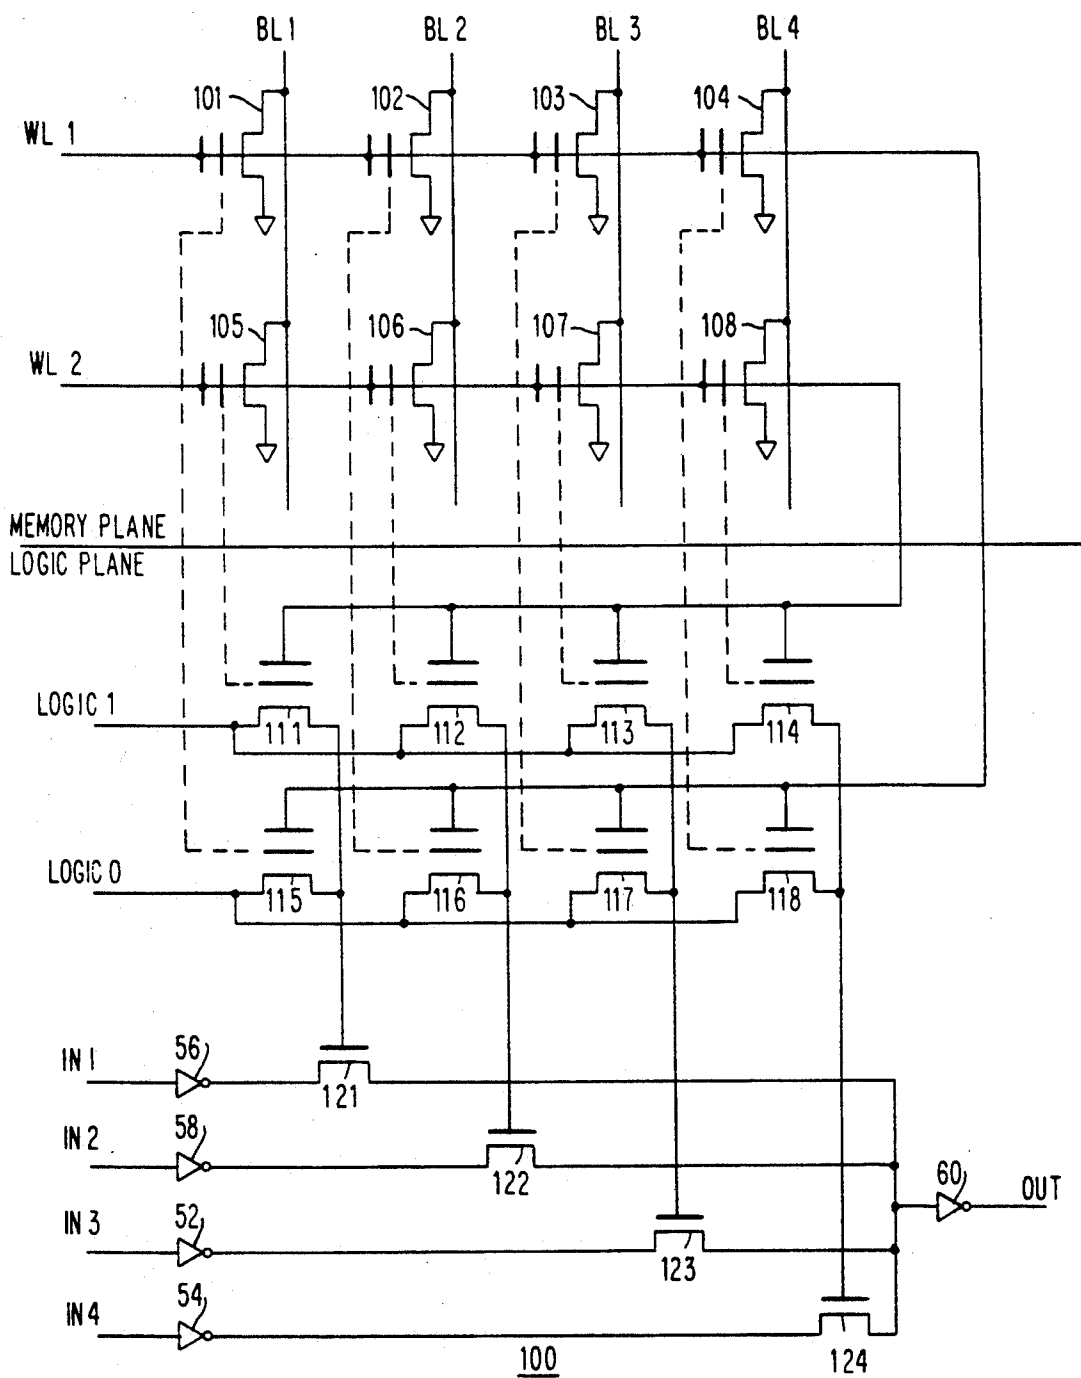 BL 1 BL 2 BL 3 BL 4
101 102 103 104
WL 1
105 106 107 108
WL 2
MEMORY PLANE
LOGIC PLANE
LOGIC 1
111 112 113 114
LOGIC 0
115 116 117 118
IN 1 56
121
IN 2 58
122
60 OUT
IN 3 52
123
IN 4 54
124
100